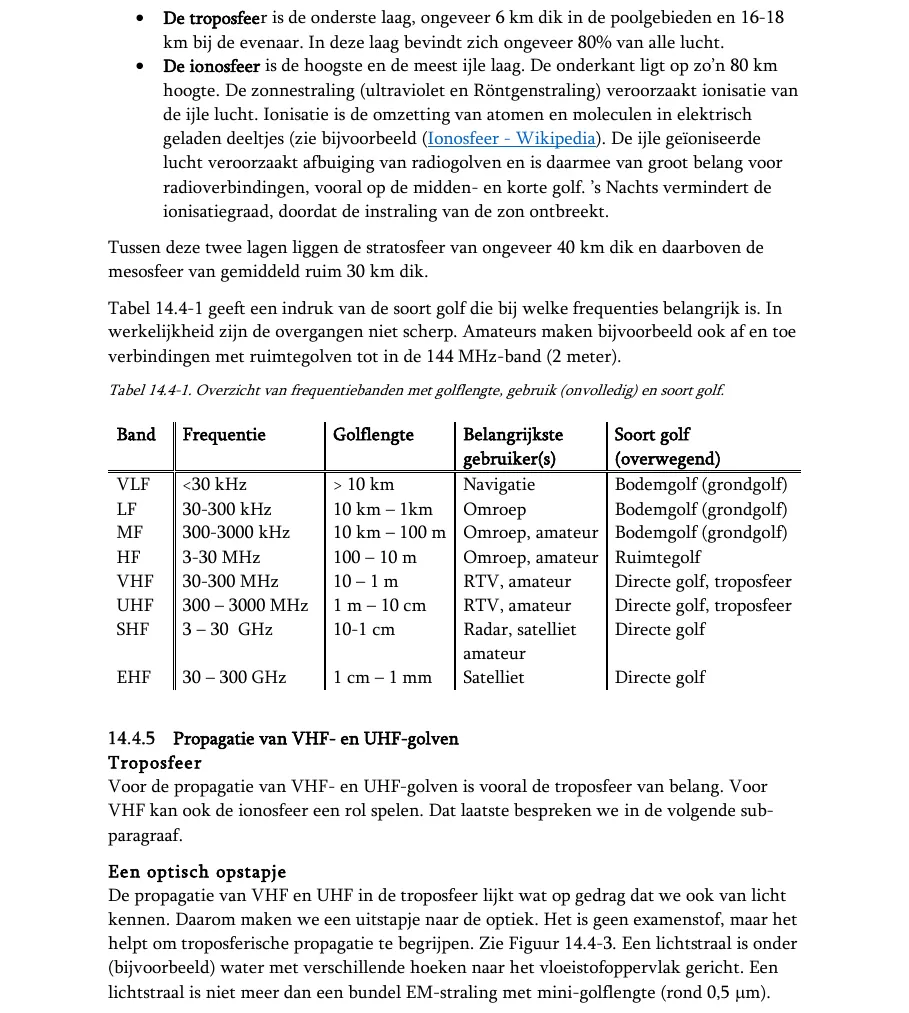 • De troposfeer is de onderste laag, ongeveer 6 km dik in de poolgebieden en 16-18
km bij de evenaar. In deze laag bevindt zich ongeveer 80% van alle lucht.
• De ionosfeer is de hoogste en de meest ijle laag. De onderkant ligt op zo’n 80 km
hoogte. De zonnestraling (ultraviolet en Röntgenstraling) veroorzaakt ionisatie van
de ijle lucht. Ionisatie is de omzetting van atomen en moleculen in elektrisch
geladen deeltjes (zie bijvoorbeeld (Ionosfeer - Wikipedia). De ijle geïoniseerde
lucht veroorzaakt afbuiging van radiogolven en is daarmee van groot belang voor
radioverbindingen, vooral op de midden- en korte golf. ’s Nachts vermindert de
ionisatiegraad, doordat de instraling van de zon ontbreekt.
Tussen deze twee lagen liggen de stratosfeer van ongeveer 40 km dik en daarboven de
mesosfeer van gemiddeld ruim 30 km dik.
Tabel 14.4-1 geeft een indruk van de soort golf die bij welke frequenties belangrijk is. In
werkelijkheid zijn de overgangen niet scherp. Amateurs maken bijvoorbeeld ook af en toe
verbindingen met ruimtegolven tot in de 144 MHz-band (2 meter).
Tabel 14.4-1. Overzicht van frequentiebanden met golflengte, gebruik (onvolledig) en soort golf.
Band Frequentie Golflengte Belangrijkste Soort golf
gebruiker(s) (overwegend)
VLF <30 kHz > 10 km Navigatie Bodemgolf (grondgolf)
LF 30-300 kHz 10 km – 1km Omroep Bodemgolf (grondgolf)
MF 300-3000 kHz 10 km – 100 m Omroep, amateur Bodemgolf (grondgolf)
HF 3-30 MHz 100 – 10 m Omroep, amateur Ruimtegolf
VHF 30-300 MHz 10 – 1 m RTV, amateur Directe golf, troposfeer
UHF 300 – 3000 MHz 1 m – 10 cm RTV, amateur Directe golf, troposfeer
SHF 3 – 30 GHz 10-1 cm Radar, satelliet Directe golf
amateur
EHF 30 – 300 GHz 1 cm – 1 mm Satelliet Directe golf
14.4.5 Propagatie van VHF- en UHF-golven
Troposfeer
Voor de propagatie van VHF- en UHF-golven is vooral de troposfeer van belang. Voor
VHF kan ook de ionosfeer een rol spelen. Dat laatste bespreken we in de volgende sub-
paragraaf.
Een optisch opstapje
De propagatie van VHF en UHF in de troposfeer lijkt wat op gedrag dat we ook van licht
kennen. Daarom maken we een uitstapje naar de optiek. Het is geen examenstof, maar het
helpt om troposferische propagatie te begrijpen. Zie Figuur 14.4-3. Een lichtstraal is onder
(bijvoorbeeld) water met verschillende hoeken naar het vloeistofoppervlak gericht. Een
lichtstraal is niet meer dan een bundel EM-straling met mini-golflengte (rond 0,5 µm).